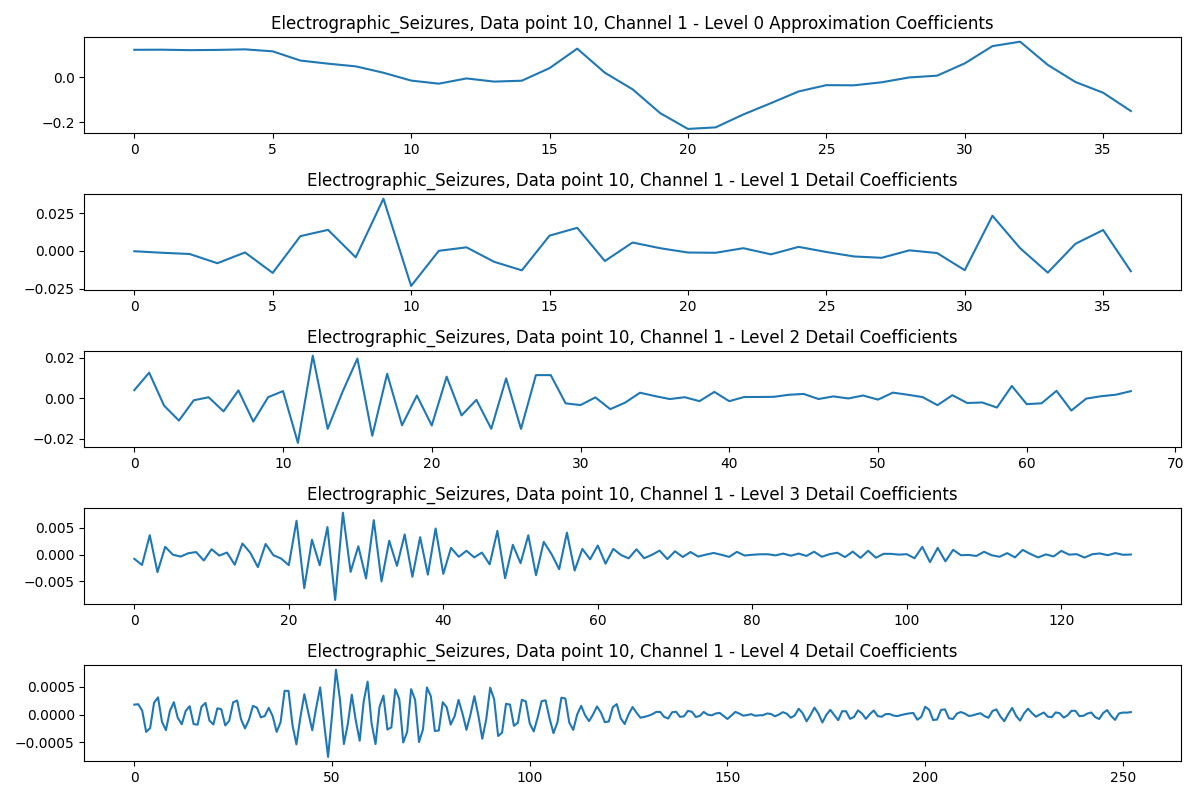 Electrographic_Seizures, Data point 10, Channel 1 - Level 0 Approximation Coefficients
0.0
−0.2
0 5 10 15 20 25 30 35
Electrographic_Seizures, Data point 10, Channel 1 - Level 1 Detail Coefficients
0.025
0.000
−0.025
0 5 10 15 20 25 30 35
Electrographic_Seizures, Data point 10, Channel 1 - Level 2 Detail Coefficients
0.02
0.00
−0.02
0 10 20 30 40 50 60 70
Electrographic_Seizures, Data point 10, Channel 1 - Level 3 Detail Coefficients
0.005
0.000
−0.005
0 20 40 60 80 100 120
Electrographic_Seizures, Data point 10, Channel 1 - Level 4 Detail Coefficients
0.0005
0.0000
−0.0005
0 50 100 150 200 250